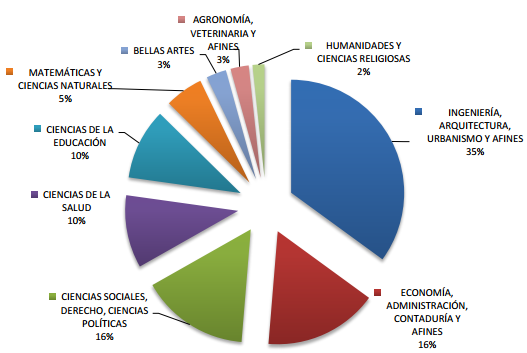 AGRONOMÍA,
VETERINARIA Y
AFINES
3%
HUMANIDADES Y
CIENCIAS RELIGIOSAS
2%
BELLAS ARTES
3%
MATEMÁTICAS Y
CIENCIAS NATURALES
5%
INGENIERÍA,
ARQUITECTURA,
URBANISMO Y AFINES
35%
CIENCIAS DE LA
EDUCACIÓN
10%
CIENCIAS DE LA
SALUD
10%
CIENCIAS SOCIALES,
DERECHO, CIENCIAS
POLÍTICAS
16%
ECONOMÍA,
ADMINISTRACIÓN,
CONTADURÍA Y
AFINES
16%